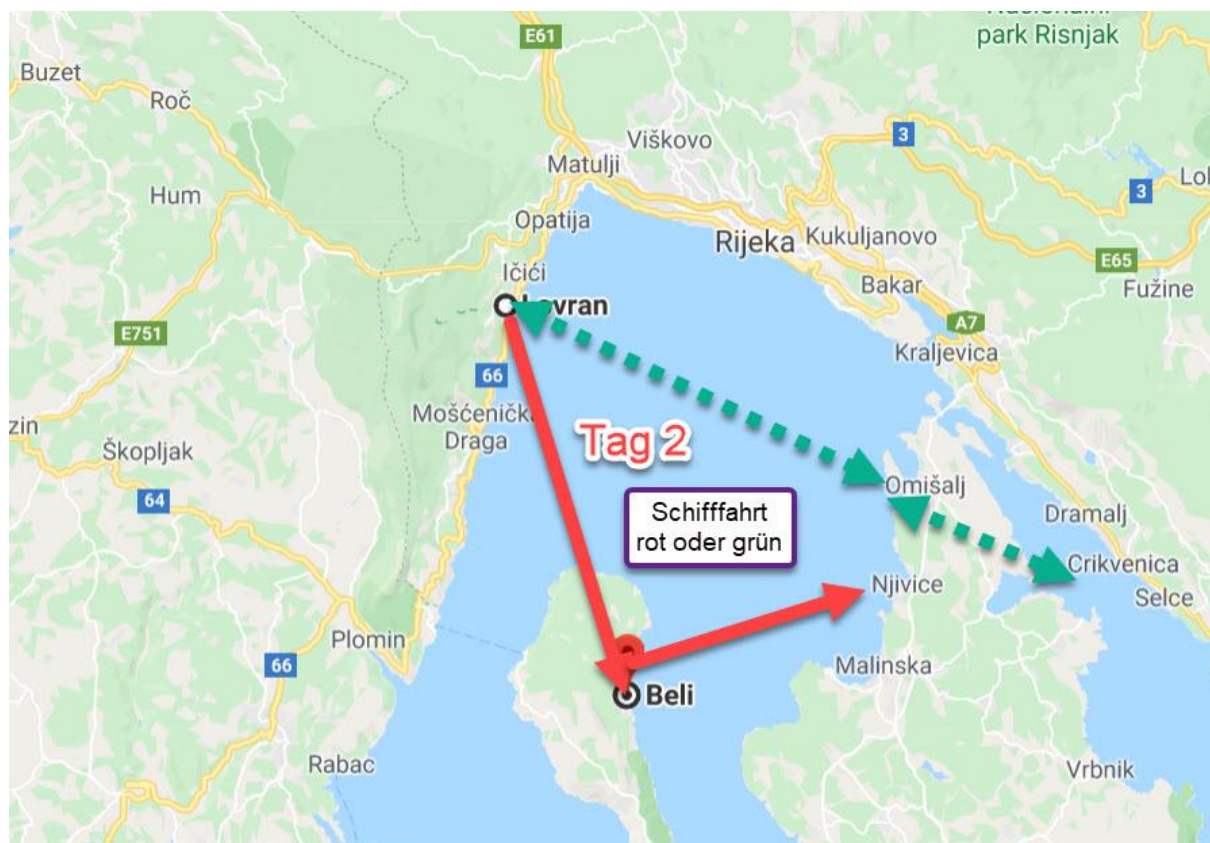 park Risnjak
E61
Buzet
Roč
3
Viškovo
Matulji
Hum
3
Opatija
Rijeka
Kukuljanovo
E65
Ičići
Bakar
Fužine
Lovran
E751
A7
Kraljevica
66
Mošćenička
Draga
zin
Škopljak
Tag 2
64
Omišalj
Schifffahrt
rot oder grün
Dramalj
Crikvenica
Njivice
Selce
Plomin
66
Malinska
Beli
Rabac
Vrbnik